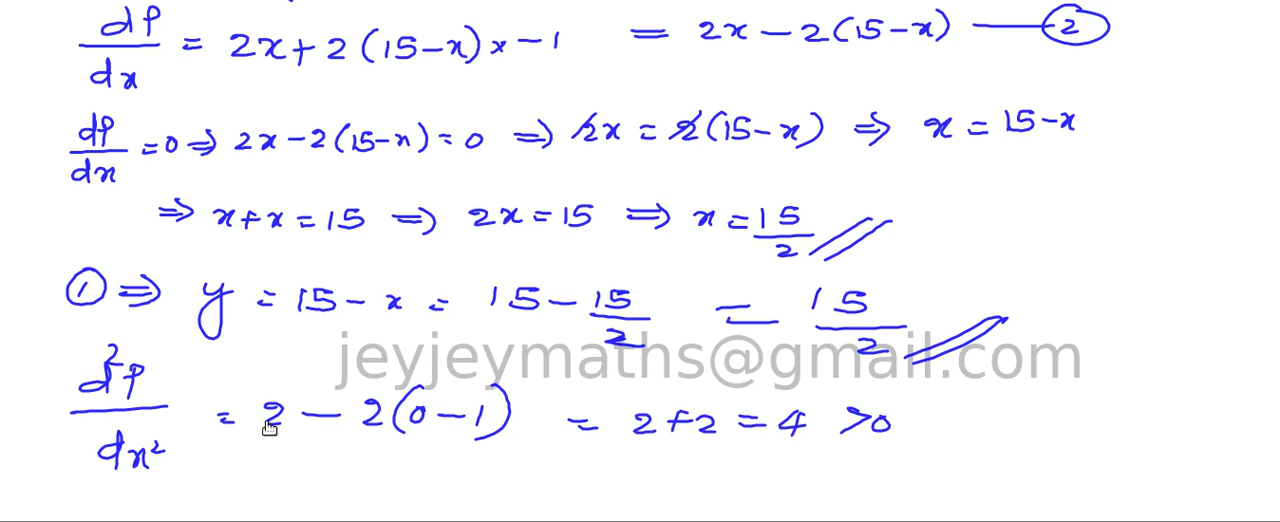 dP/dx = 2x + 2(15-x) x -1 = 2x - 2(15-x) —— ②
dP/dx = 0 ⇒ 2x - 2(15-x) = 0 ⇒ 2x = 2(15-x) ⇒ x = 15-x
⇒ x + x = 15 ⇒ 2x = 15 ⇒ x = 15/2 //
① ⇒ y = 15 - x = 15 - 15/2 = 15/2 //
jeyjeymaths@gmail.com
d²P/dx² = 2 - 2(0-1) = 2+2 = 4 >0